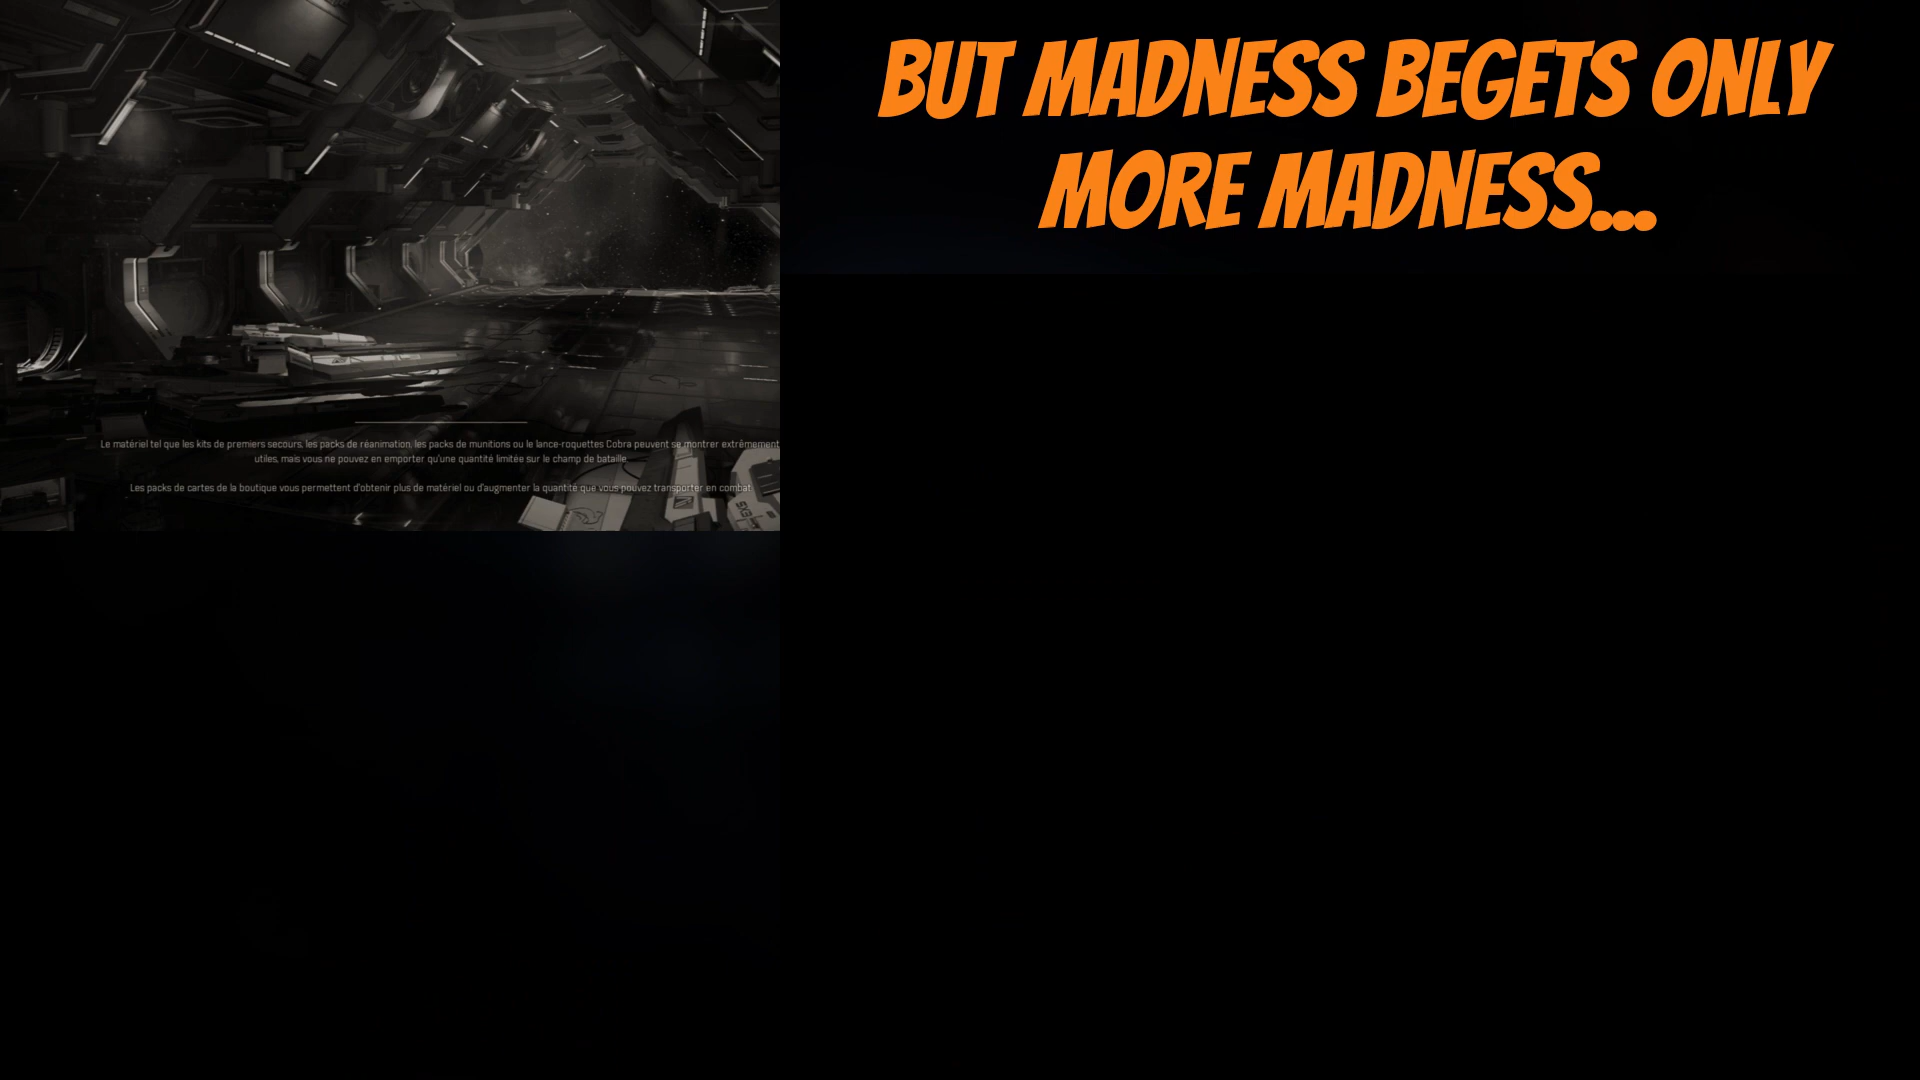 BUT MADNESS BEGETS ONLY
MORE MADNESS...
Le matériel tel que les kits de premiers secours, les packs de réanimation, les packs de munitions ou le lance-roquettes Cobra peuvent se montrer extrêmement
utiles, mais vous ne pouvez en emporter qu'une quantité limitée sur le champ de bataille.
Les packs de cartes de la boutique vous permettent d'obtenir plus de matériel ou d'augmenter la quantité que vous pouvez transporter en combat.